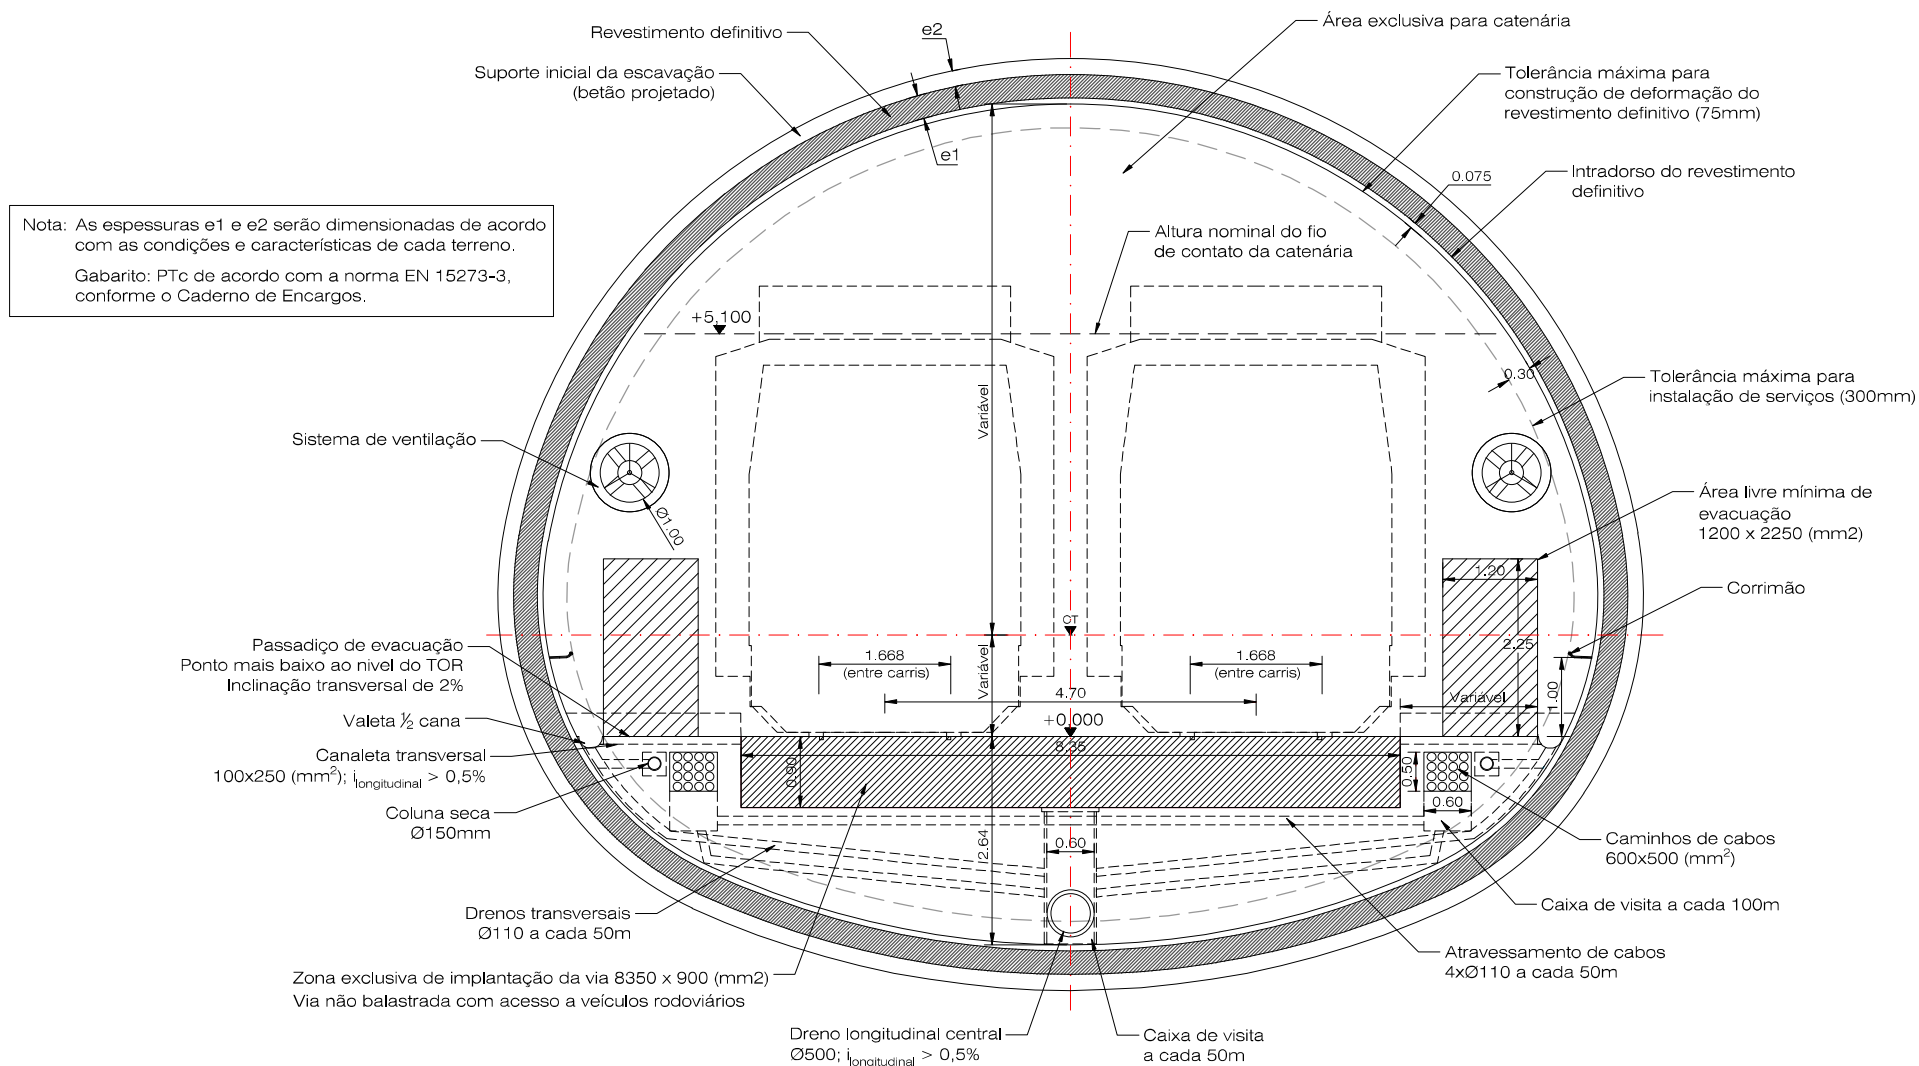 Revestimento definitivo
e2
Área exclusiva para catenária
Suporte inicial da escavação
(betão projetado)
Tolerância máxima para
construção de deformação do
revestimento definitivo (75mm)
e1
0.075
Intradorso do revestimento
definitivo
Nota: As espessuras e1 e e2 serão dimensionadas de acordo
com as condições e características de cada terreno.
Gabarito: PTc de acordo com a norma EN 15273-3,
conforme o Caderno de Encargos.
Altura nominal do fio
de contato da catenária
+5,100
0.30
Tolerância máxima para
instalação de serviços (300mm)
Variável
Sistema de ventilação
Ø1.00
Área livre mínima de
evacuação
1200 x 2250 (mm2)
1.20
Corrimão
CT
2.25
Passadiço de evacuação
Ponto mais baixo ao nivel do TOR
Inclinação transversal de 2%
1.668
(entre carris)
1.668
(entre carris)
Variável
4.70
Variável
1.00
Valeta ½ cana
+0,000
8.35
Canaleta transversal
100x250 (mm²); i longitudinal > 0,5%
0.90
0.50
0.60
Coluna seca
Ø150mm
2.64
0.60
Caminhos de cabos
600x500 (mm²)
Drenos transversais
Ø110 a cada 50m
Caixa de visita a cada 100m
Atravessamento de cabos
4xØ110 a cada 50m
Zona exclusiva de implantação da via 8350 x 900 (mm2)
Via não balastrada com acesso a veículos rodoviários
Dreno longitudinal central
Ø500; i longitudinal > 0,5%
Caixa de visita
a cada 50m